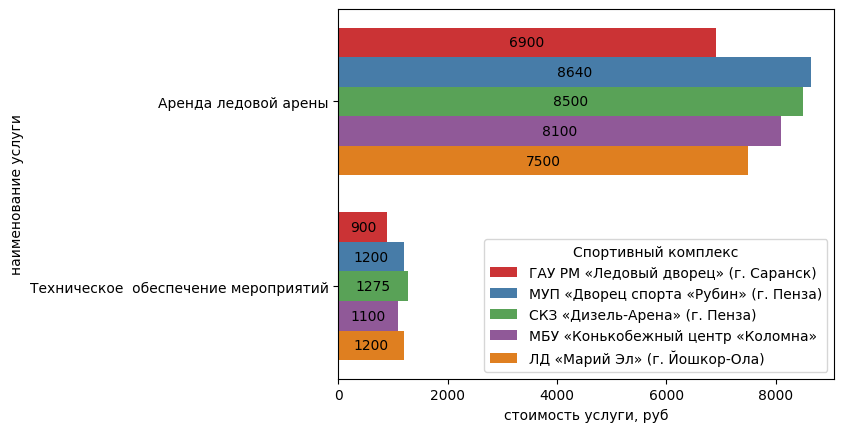 наименование услуги
Аренда ледовой арены
6900
8640
8500
8100
7500
Техническое  обеспечение мероприятий
900
1200
1275
1100
1200
Спортивный комплекс
ГАУ РМ «Ледовый дворец» (г. Саранск)
МУП «Дворец спорта «Рубин» (г. Пенза)
СКЗ «Дизель-Арена» (г. Пенза)
МБУ «Конькобежный центр «Коломна»
ЛД «Марий Эл» (г. Йошкор-Ола)
0 2000 4000 6000 8000
стоимость услуги, руб